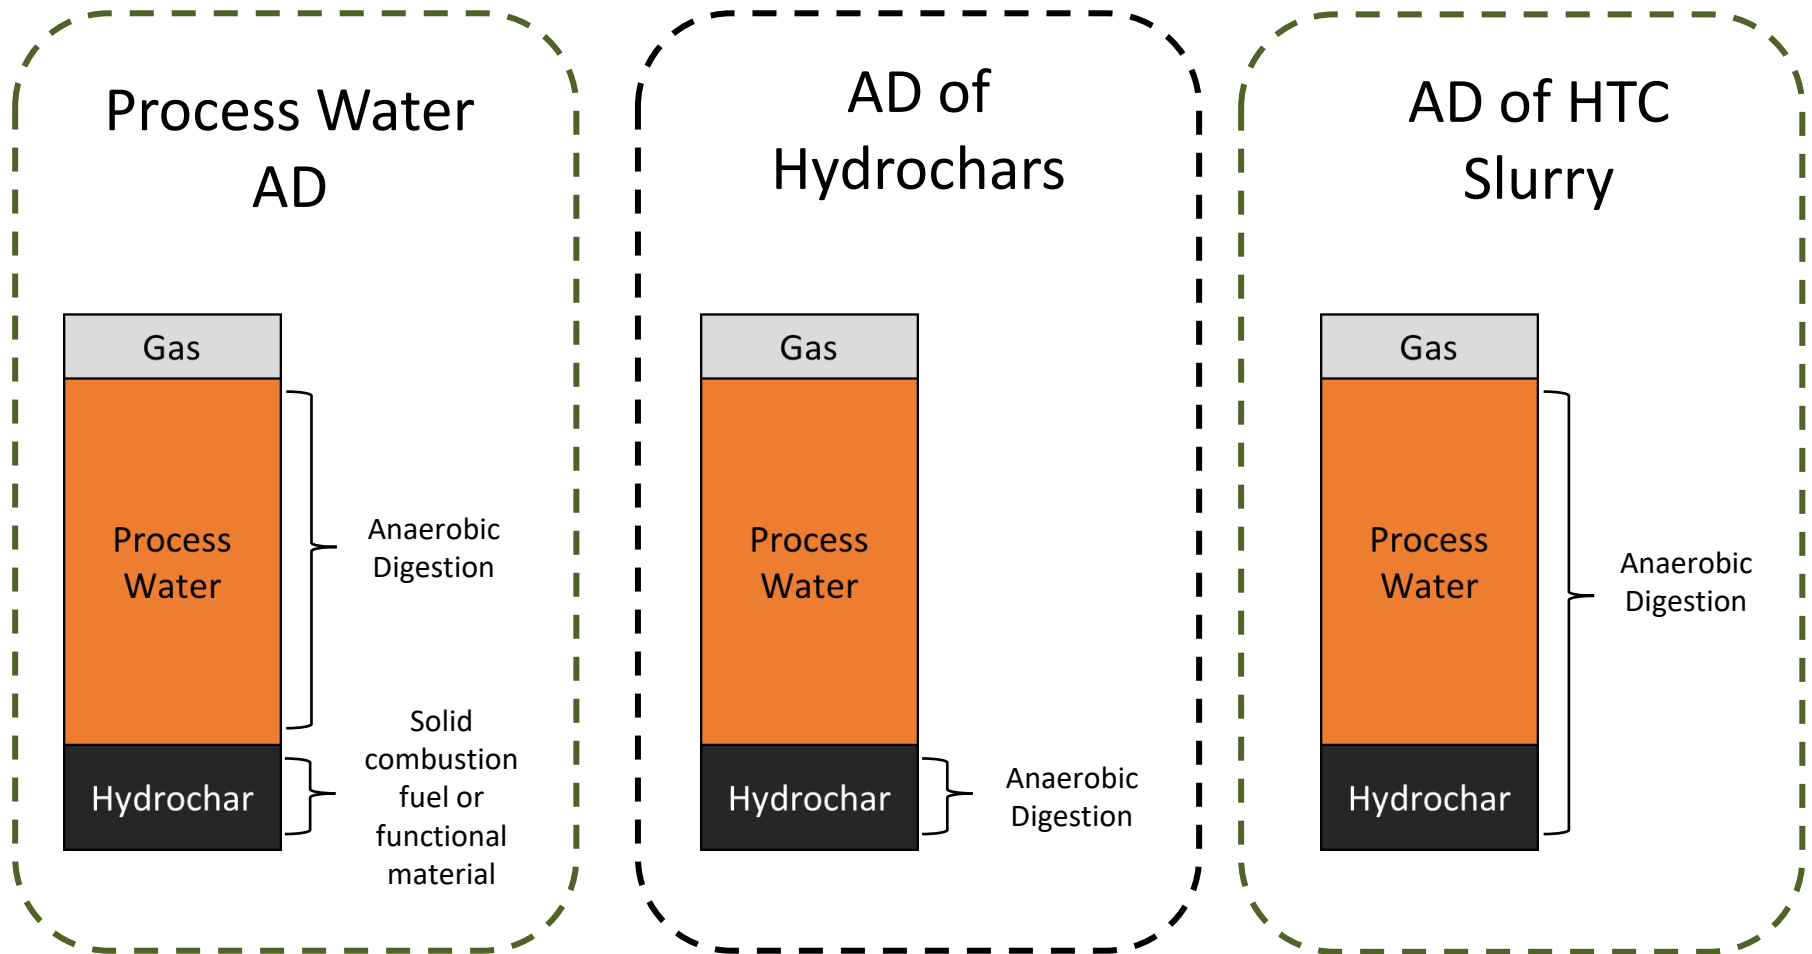 Process Water
AD
Gas
Process
Water
Anaerobic
Digestion
Hydrochar
Solid
combustion
fuel or
functional
material
AD of
Hydrochars
Gas
Process
Water
Hydrochar
Anaerobic
Digestion
AD of HTC
Slurry
Gas
Process
Water
Anaerobic
Digestion
Hydrochar